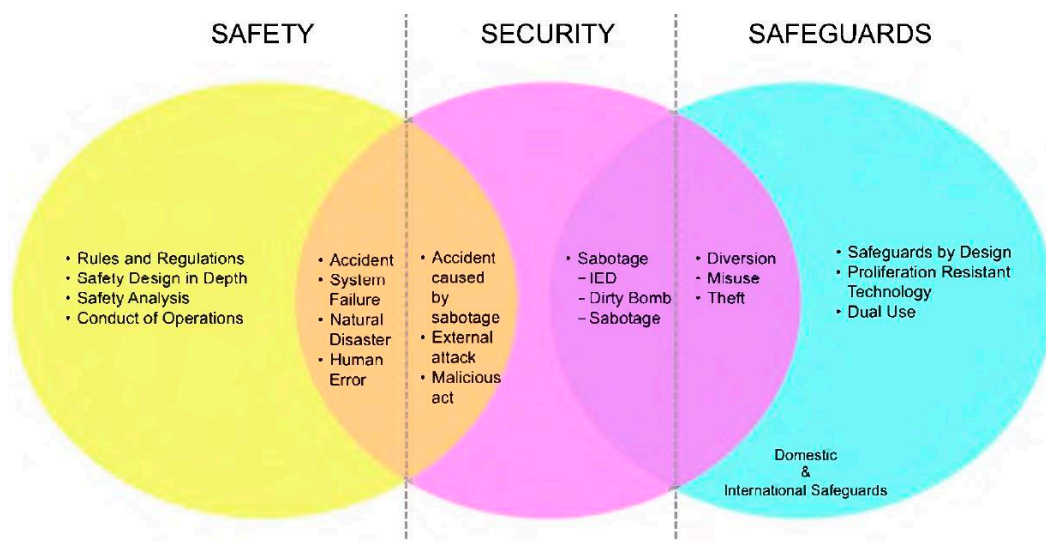 SAFETY
SECURITY
SAFEGUARDS
• Rules and Regulations
• Safety Design in Depth
• Safety Analysis
• Conduct of Operations
• Accident
• System
Failure
• Natural
Disaster
• Human
Error
• Accident
caused
by
sabotage
• External
attack
• Malicious
act
• Sabotage
– IED
– Dirty Bomb
– Sabotage
• Diversion
• Misuse
• Theft
• Safeguards by Design
• Proliferation Resistant
Technology
• Dual Use
Domestic
&
International Safeguards